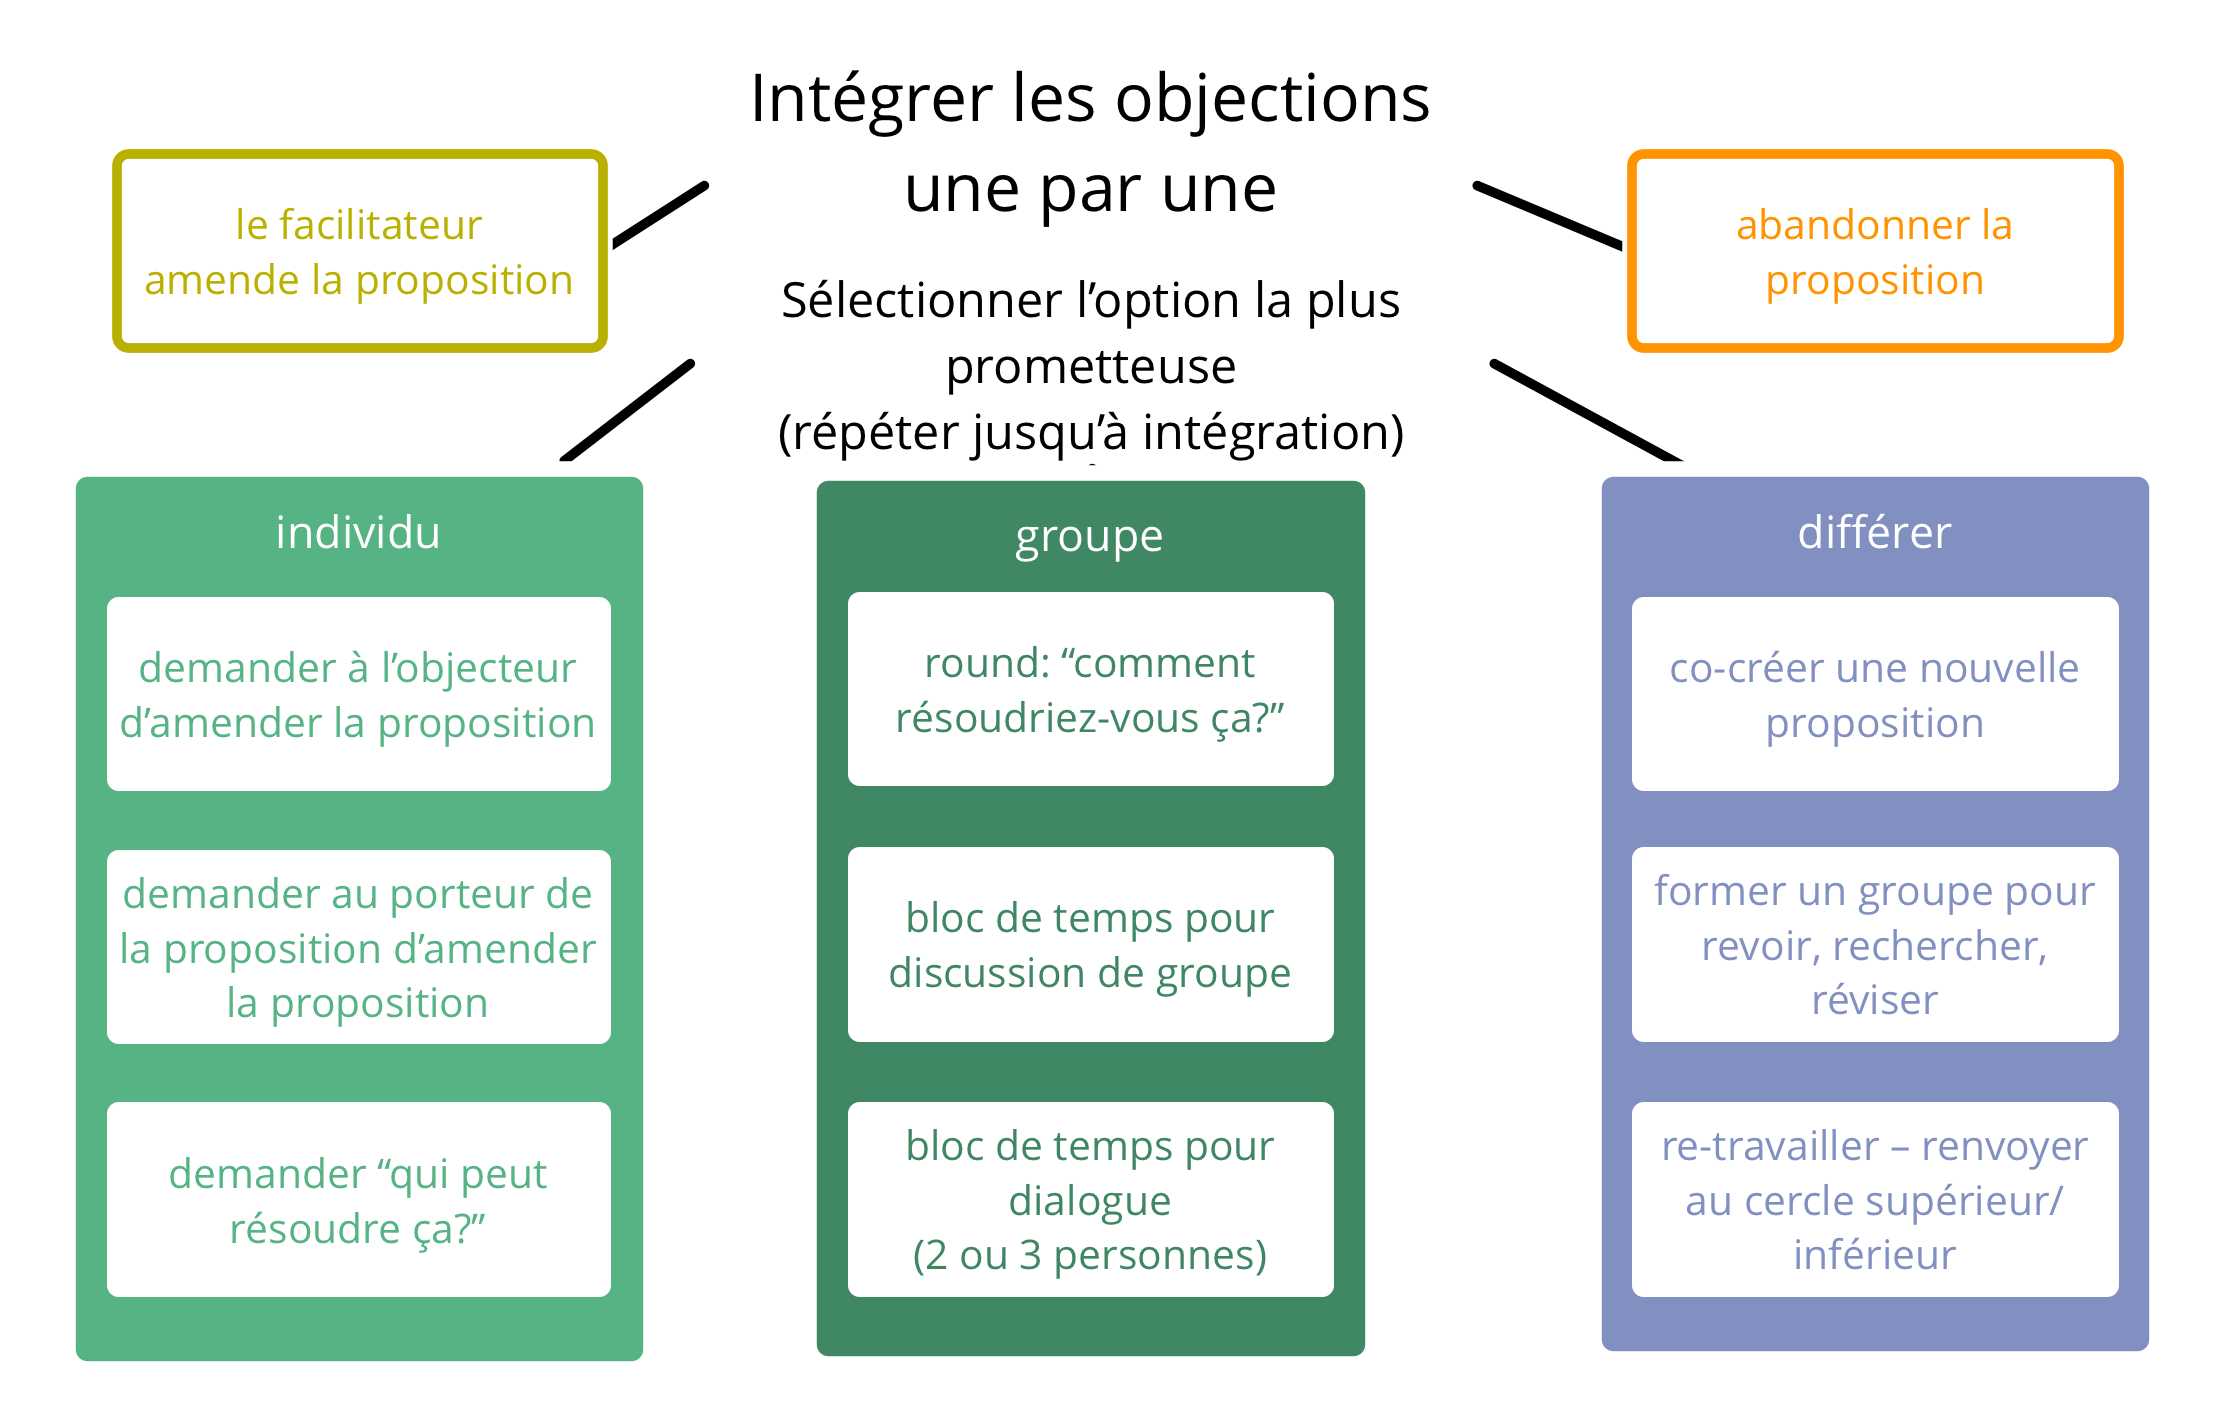 Intégrer les objections
une par une
le facilitateur
amende la proposition
abandonner la
proposition
Sélectionner l’option la plus
prometteuse
(répéter jusqu’à intégration)
individu
demander à l’objecteur
d’amender la proposition
demander au porteur de
la proposition d’amender
la proposition
demander “qui peut
résoudre ça?”
groupe
round: “comment
résoudriez-vous ça?”
bloc de temps pour
discussion de groupe
bloc de temps pour
dialogue
(2 ou 3 personnes)
différer
co-créer une nouvelle
proposition
former un groupe pour
revoir, rechercher,
réviser
re-travailler – renvoyer
au cercle supérieur/
inférieur